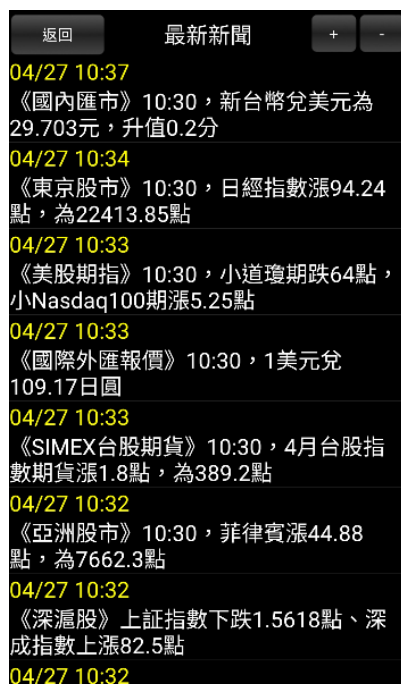 返回 最新新聞 + -
04/27 10:37
《國內匯市》10:30，新台幣兌美元為
29.703元，升值0.2分
04/27 10:34
《東京股市》10:30，日經指數漲94.24
點，為22413.85點
04/27 10:33
《美股期指》10:30，小道瓊期跌64點，
小Nasdaq100期漲5.25點
04/27 10:33
《國際外匯報價》10:30，1美元兌
109.17日圓
04/27 10:33
《SIMEX台股期貨》10:30，4月台股指
數期貨漲1.8點，為389.2點
04/27 10:32
《亞洲股市》10:30，菲律賓漲44.88
點，為7662.3點
04/27 10:32
《深滬股》上証指數下跌1.5618點、深
成指數上漲82.5點
04/27 10:32